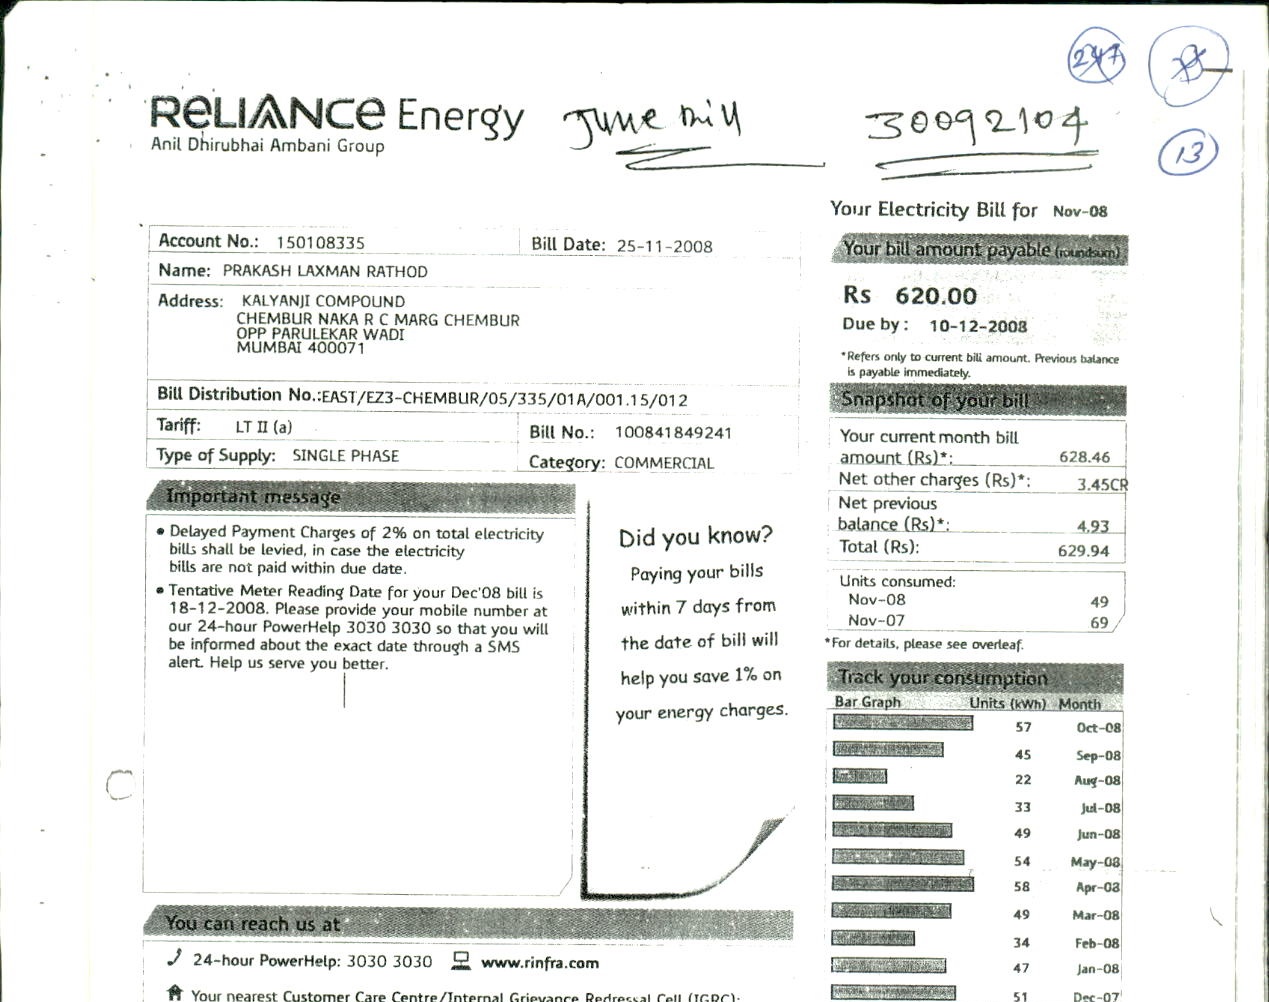 247
RELIANCE Energy
Anil Dhirubhai Ambani Group
June Bill
30092104
13
Your Electricity Bill for Nov-08
Account No.: 150108335
Bill Date: 25-11-2008
Name: PRAKASH LAXMAN RATHOD
Address: KALYANJI COMPOUND
CHEMBUR NAKA R C MARG CHEMBUR
OPP PARULEKAR WADI
MUMBAI 400071
Bill Distribution No.:EAST/EZ3-CHEMBUR/05/335/01A/001.15/012
Tariff: LT II (a)
Bill No.: 100841849241
Type of Supply: SINGLE PHASE
Category: COMMERCIAL
Your bill amount payable (roundsum)
Rs 620.00
Due by: 10-12-2008
*Refers only to current bill amount. Previous balance
is payable immediately.
Snapshot of your bill
Your current month bill
amount (Rs)*: 628.46
Net other charges (Rs)*: 3.45CR
Net previous
balance (Rs)*: 4.93
Total (Rs): 629.94
Units consumed:
Nov-08 49
Nov-07 69
*For details, please see overleaf.
Important message
• Delayed Payment Charges of 2% on total electricity
bills shall be levied, in case the electricity
bills are not paid within due date.
• Tentative Meter Reading Date for your Dec'08 bill is
18-12-2008. Please provide your mobile number at
our 24-hour PowerHelp 3030 3030 so that you will
be informed about the exact date through a SMS
alert. Help us serve you better.
Did you know?
Paying your bills
within 7 days from
the date of bill will
help you save 1% on
your energy charges.
Track your consumption
Bar Graph Units (kWh) Month
57 Oct-08
45 Sep-08
22 Aug-08
33 Jul-08
49 Jun-08
54 May-08
58 Apr-08
49 Mar-08
34 Feb-08
47 Jan-08
51 Dec-07
You can reach us at
24-hour PowerHelp: 3030 3030 www.rinfra.com
Your nearest Customer Care Centre/Internal Grievance Redressal Cell (IGRC):